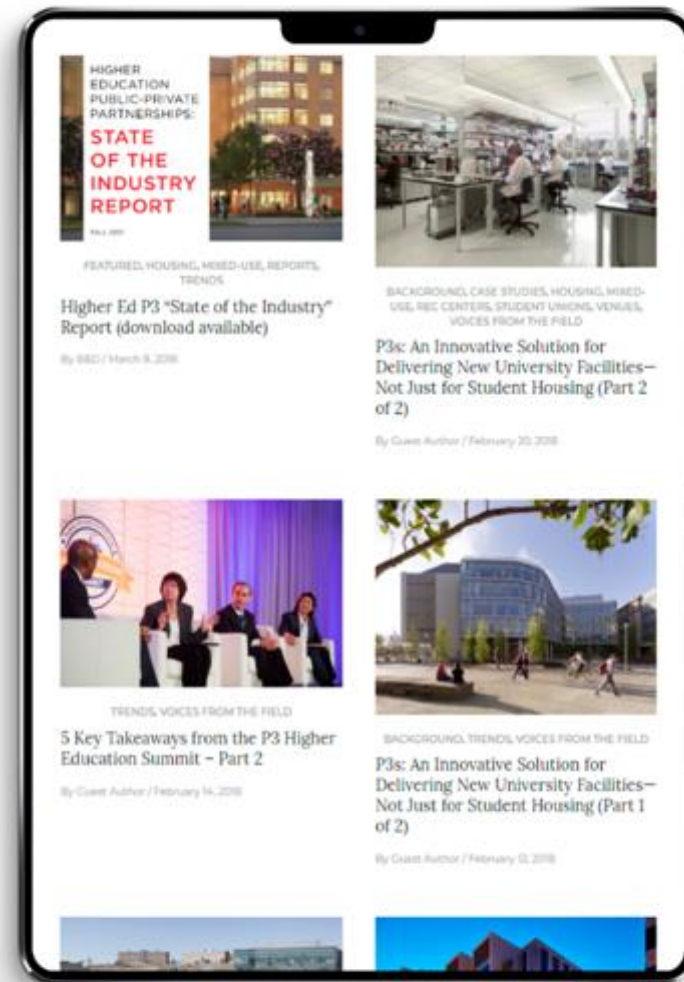 HIGHER
EDUCATION
PUBLIC-PRIVATE
PARTNERSHIPS:
STATE
OF THE
INDUSTRY
REPORT
FEATURED, HOUSING, MIXED-USE, REPORTS,
TRENDS
Higher Ed P3 “State of the Industry”
Report (download available)
By B&D / March 9, 2018
BACKGROUND, CASE STUDIES, HOUSING, MIXED-
USE, REC CENTERS, STUDENT UNIONS, VENUES,
VOICES FROM THE FIELD
P3s: An Innovative Solution for
Delivering New University Facilities—
Not Just for Student Housing (Part 2
of 2)
By Guest Author / February 20, 2018
TRENDS, VOICES FROM THE FIELD
5 Key Takeaways from the P3 Higher
Education Summit – Part 2
By Guest Author / February 14, 2018
BACKGROUND, TRENDS, VOICES FROM THE FIELD
P3s: An Innovative Solution for
Delivering New University Facilities—
Not Just for Student Housing (Part 1
of 2)
By Guest Author / February 12, 2018